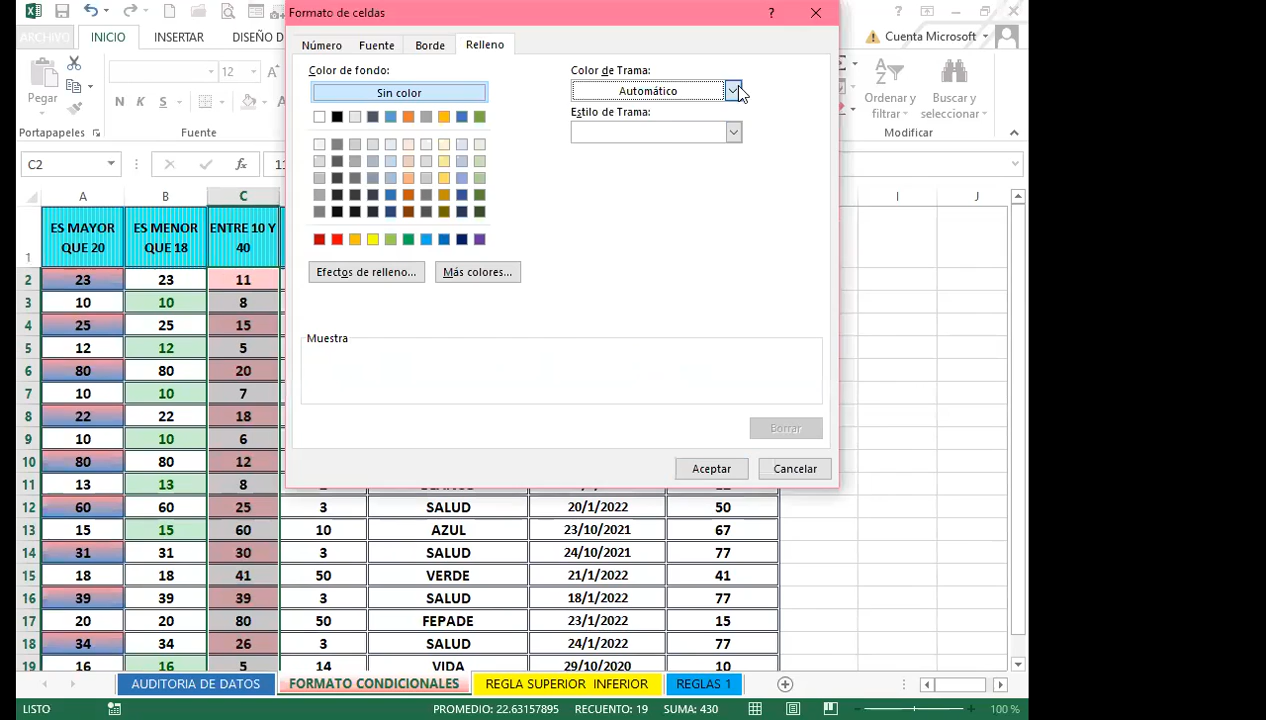 Formato de celdas
?
ARCHIVO INICIO INSERTAR DISEÑO D
Cuenta Microsoft
Número Fuente Borde Relleno
Color de fondo:
Sin color
Color de Trama:
Automático
Estilo de Trama:
Efectos de relleno...
Más colores...
Muestra
Borrar
Aceptar
Cancelar
Pegar
12
N K S
Portapapeles
Fuente
Ordenar y filtrar
Buscar y seleccionar
Modificar
C2
fx
A B C I J
1 ES MAYOR QUE 20 ES MENOR QUE 18 ENTRE 10 Y 40
2 23 23 11
3 10 10 8
4 25 25 15
5 12 12 5
6 80 80 20
7 10 10 7
8 22 22 18
9 10 10 6
10 80 80 12
11 13 13 8
12 60 60 25 3 SALUD 20/1/2022 50
13 15 15 60 10 AZUL 23/10/2021 67
14 31 31 30 3 SALUD 24/10/2021 77
15 18 18 41 50 VERDE 21/1/2022 41
16 39 39 39 3 SALUD 18/1/2022 77
17 20 20 80 50 FEPADE 23/1/2022 15
18 34 34 26 3 SALUD 24/1/2022 77
19 16 16 5 14 VIDA 29/10/2020 10
AUDITORIA DE DATOS FORMATO CONDICIONALES REGLA SUPERIOR INFERIOR REGLAS 1
LISTO PROMEDIO: 22.63157895 RECUENTO: 19 SUMA: 430 100 %